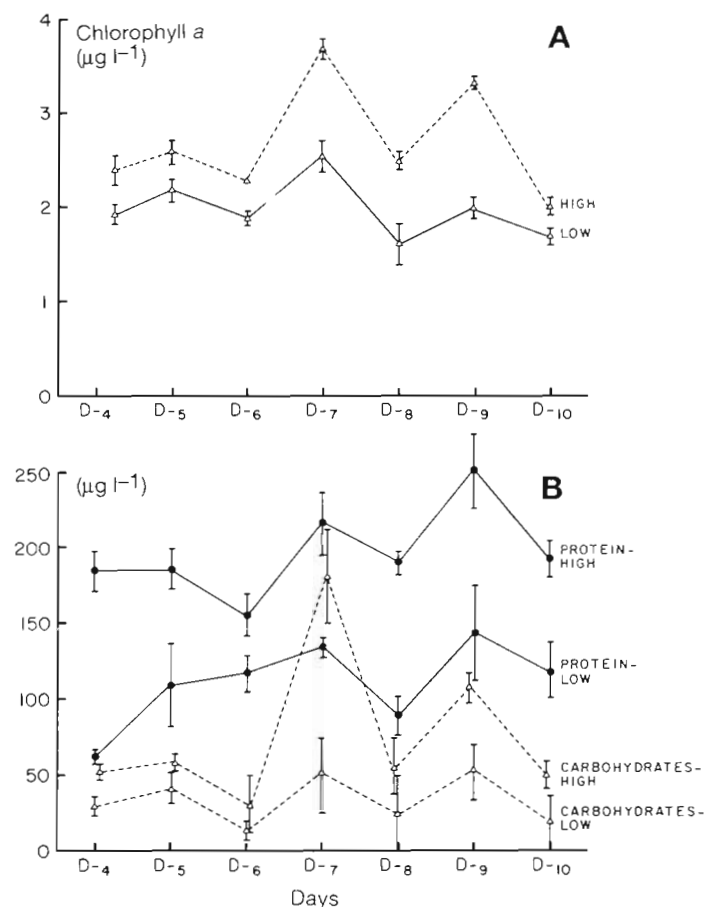 4
Chlorophyll a
(μg l⁻¹)
A
3
2
1
0
HIGH
LOW
D-4 D-5 D-6 D-7 D-8 D-9 D-10
250
(μg l⁻¹)
B
200
150
100
50
0
PROTEIN-
HIGH
PROTEIN-
LOW
CARBOHYDRATES-
HIGH
CARBOHYDRATES-
LOW
D-4 D-5 D-6 D-7 D-8 D-9 D-10
Days